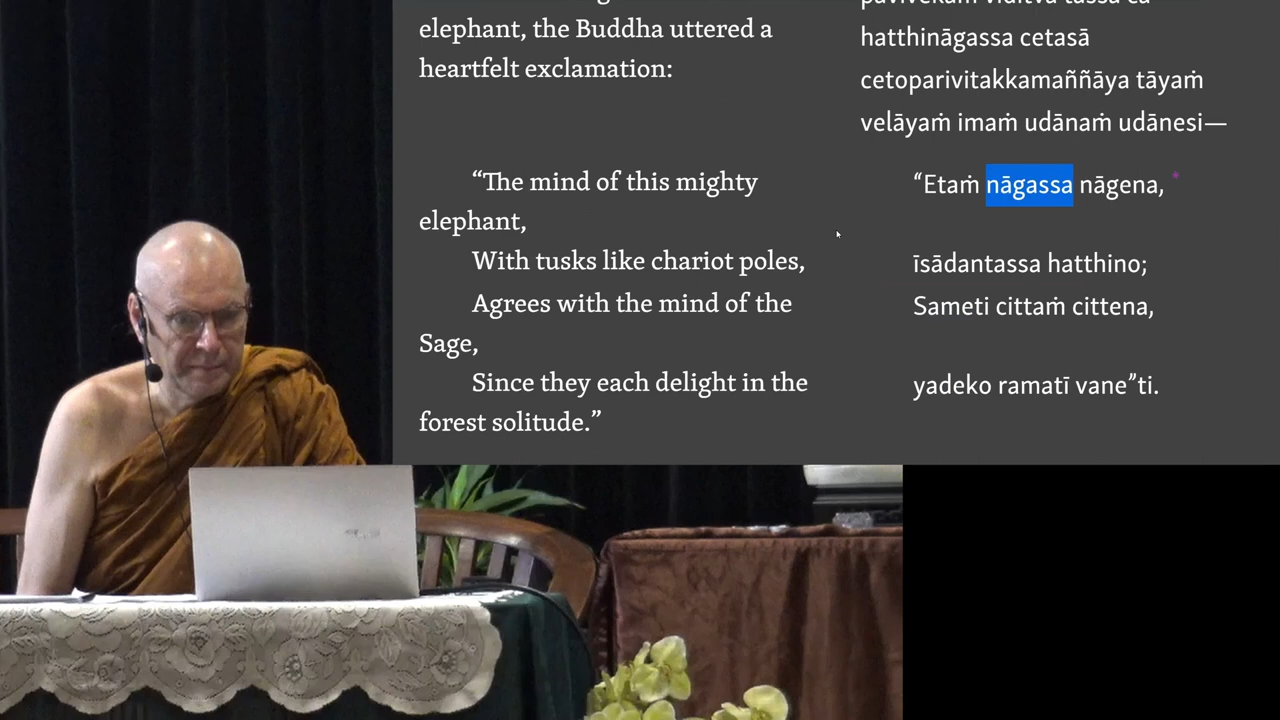 elephant, the Buddha uttered a
heartfelt exclamation:
“The mind of this mighty
elephant,
With tusks like chariot poles,
Agrees with the mind of the
Sage,
Since they each delight in the
forest solitude.”
hatthināgassa cetasā
cetoparivitakkamaññāya tāyaṁ
velāyaṁ imaṁ udānaṁ udānesi—
“Etaṁ nāgassa nāgena, *
īsādantassa hatthino;
Sameti cittaṁ cittena,
yadeko ramatī vane”ti.